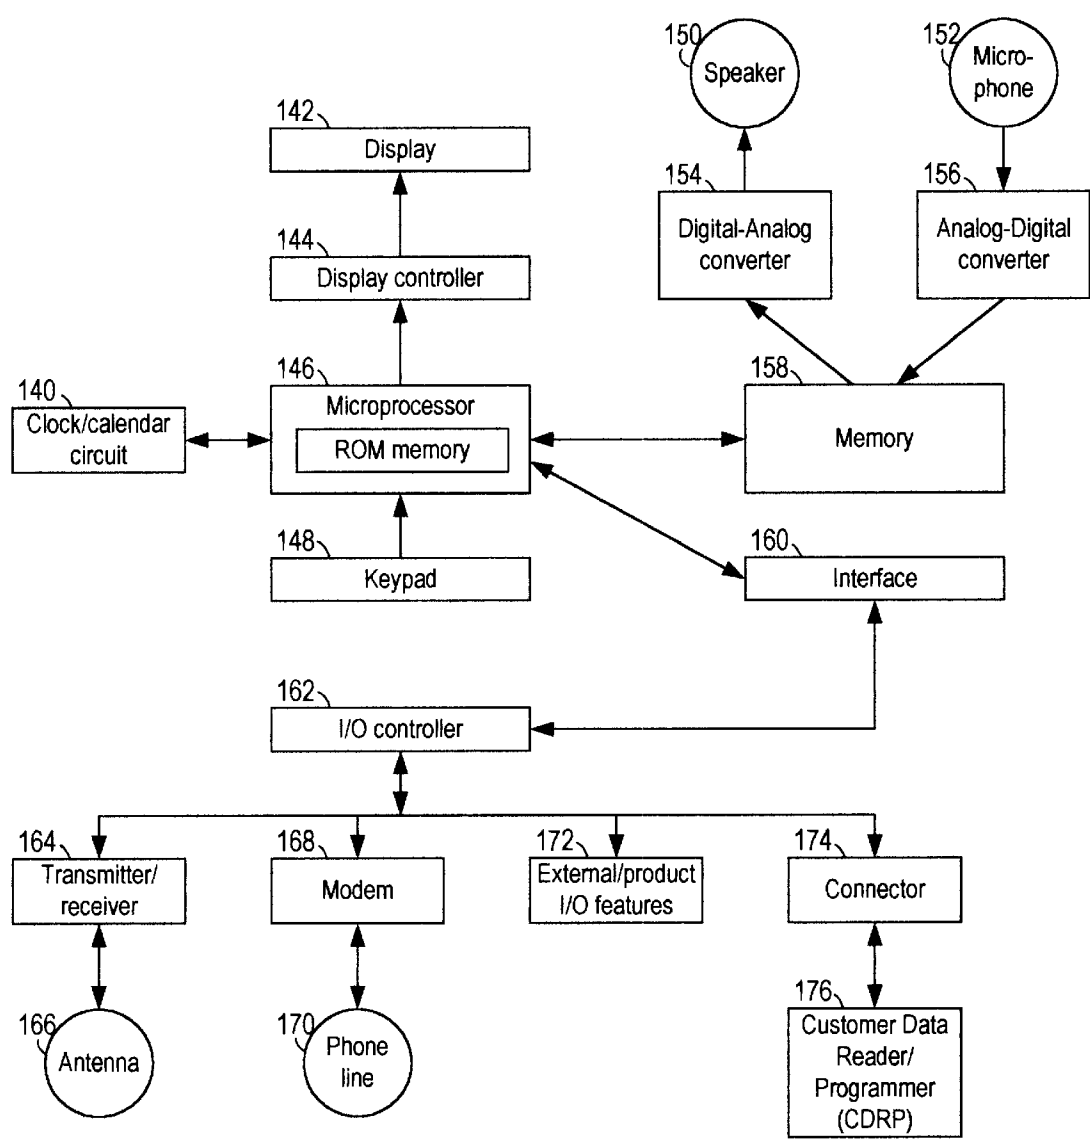 150
Speaker
152
Micro-
phone
142
Display
154
Digital-Analog
converter
156
Analog-Digital
converter
144
Display controller
140
Clock/calendar
circuit
146
Microprocessor
ROM memory
158
Memory
148
Keypad
160
Interface
162
I/O controller
164
Transmitter/
receiver
168
Modem
172
External/product
I/O features
174
Connector
166
Antenna
170
Phone
line
176
Customer Data
Reader/
Programmer
(CDRP)